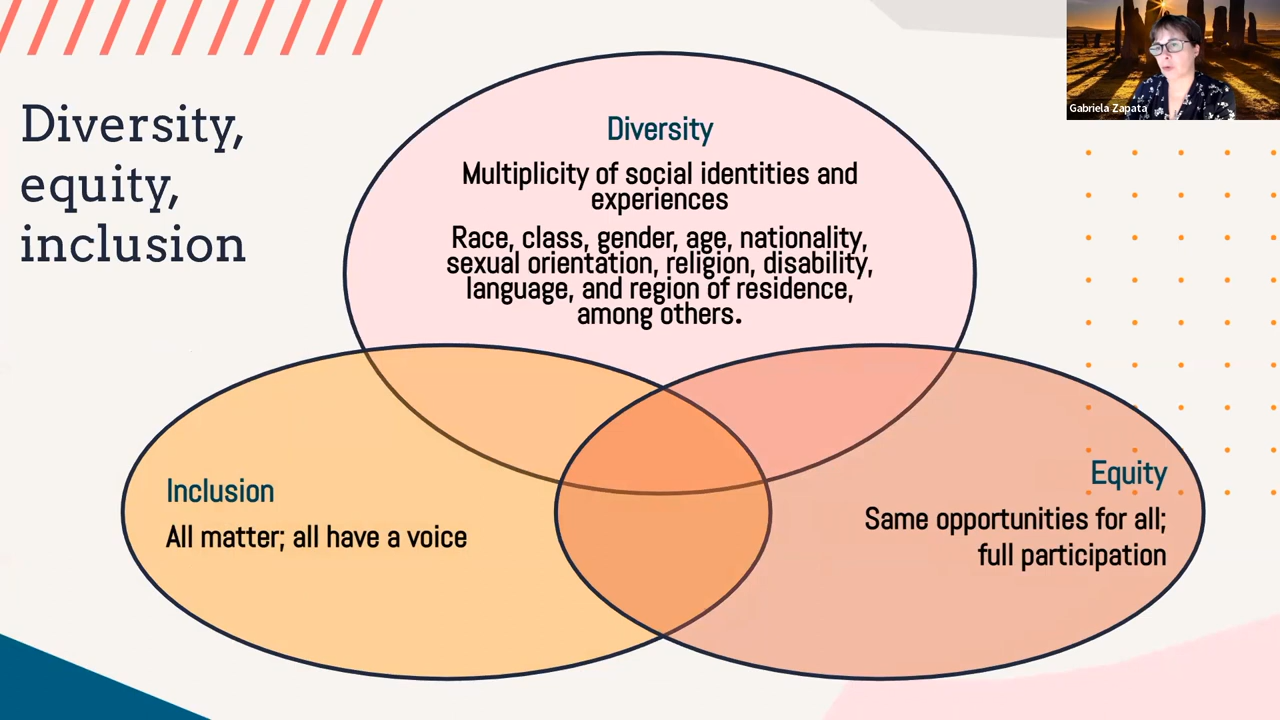 Diversity,
equity,
inclusion
Diversity
Multiplicity of social identities and
experiences
Race, class, gender, age, nationality,
sexual orientation, religion, disability,
language, and region of residence,
among others.
Inclusion
All matter; all have a voice
Equity
Same opportunities for all;
full participation
Gabriela Zapata